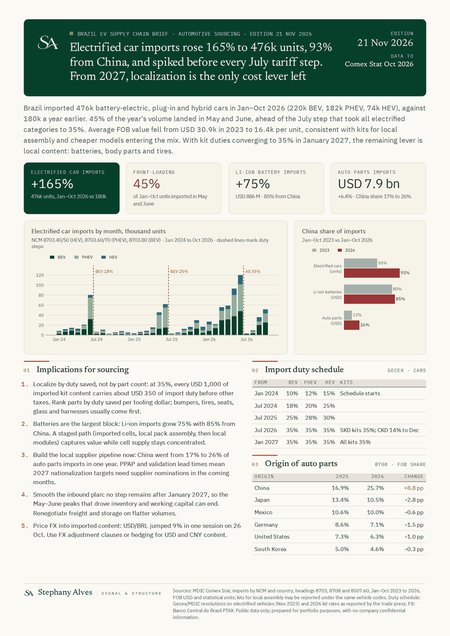 SA
BRAZIL EV SUPPLY CHAIN BRIEF · AUTOMOTIVE SOURCING · EDITION 21 NOV 2026
Electrified car imports rose 165% to 476k units, 93%
from China, and spiked before every July tariff step.
From 2027, localization is the only cost lever left
EDITION
21 Nov 2026
DATA TO
Comex Stat Oct 2026
Brazil imported 476k battery-electric, plug-in and hybrid cars in Jan–Oct 2026 (220k BEV, 182k PHEV, 74k HEV), against
180k a year earlier. 45% of the year's volume landed in May and June, ahead of the July step that took all electrified
categories to 35%. Average FOB value fell from USD 30.9k in 2023 to 16.4k per unit, consistent with kits for local
assembly and cheaper models entering the mix. With kit duties converging to 35% in January 2027, the remaining lever is
local content: batteries, body parts and tires.
ELECTRIFIED CAR IMPORTS
+165%
476k units, Jan–Oct 2026 vs 180k
FRONT-LOADING
45%
of Jan–Oct units imported in May
and June
LI-ION BATTERY IMPORTS
+75%
USD 886 M · 85% from China
AUTO PARTS IMPORTS
USD 7.9 bn
+6.4% · China share 17% to 26%
Electrified car imports by month, thousand units
NCM 8703.40/50 (HEV), 8703.60/70 (PHEV), 8703.80 (BEV) · Jan 2024 to Oct 2026 · dashed lines mark duty
steps
BEV PHEV HEV
BEV 18% BEV 25% All 35%
120
100
80
60
40
20
0
Jan 24 Jul 24 Jan 25 Jul 25 Jan 26 Jul 26
China share of imports
Jan–Oct 2023 vs Jan–Oct 2026
2023 2026
Electrified cars
(units)
93%
Li-ion batteries
(USD)
85%
Auto parts
(USD)
13%
26%
01 Implications for sourcing
1. Localize by duty saved, not by part count: at 35%, every USD 1,000 of
imported kit content carries about USD 350 of import duty before other
taxes. Rank parts by duty saved per tooling dollar; bumpers, tires, seats,
glass and harnesses usually come first.
2. Batteries are the largest block: Li-ion imports grew 75% with 85% from
China. A staged path (imported cells, local pack assembly, then local
modules) captures value while cell supply stays concentrated.
3. Build the local supplier pipeline now: China went from 17% to 26% of
auto parts imports in one year. PPAP and validation lead times mean
2027 nationalization targets need supplier nominations in the coming
months.
4. Smooth the inbound plan: no step remains after January 2027, so the
May–June peaks that drove inventory and working capital can end.
Renegotiate freight and storage on flatter volumes.
5. Price FX into imported content: USD/BRL jumped 9% in one session on 26
Oct. Use FX adjustment clauses or hedging for USD and CNY content.
02 Import duty schedule
GECEX · CARS
FROM BEV PHEV HEV KITS
Jan 2024 10% 12% 15% Schedule starts
Jul 2024 18% 20% 25%
Jul 2025 25% 28% 30%
Jul 2026 35% 35% 35% SKD kits 35%; CKD 14% to Dec
Jan 2027 35% 35% 35% All kits 35%
03 Origin of auto parts
8708 · FOB SHARE
ORIGIN 2025 2026 CHANGE
China 16.9% 25.7% +8.8 pp
Japan 13.4% 10.5% -2.8 pp
Mexico 10.6% 10.0% -0.6 pp
Germany 8.6% 7.1% -1.5 pp
United States 7.3% 6.3% -1.0 pp
South Korea 5.0% 4.6% -0.3 pp
SA Stephany Alves | SIGNAL & STRUCTURE
Sources: MDIC Comex Stat, imports by NCM and country, headings 8703, 8708 and 8507.60, Jan–Oct 2023 to 2026,
FOB USD and statistical units; kits for local assembly may be reported under the same vehicle codes. Duty schedule:
Gecex/MDIC resolutions on electrified vehicles (Nov 2023) and 2026 kit rates as reported by the trade press. FX:
Banco Central do Brasil PTAX. Public data only; prepared for portfolio purposes, with no company confidential
information.